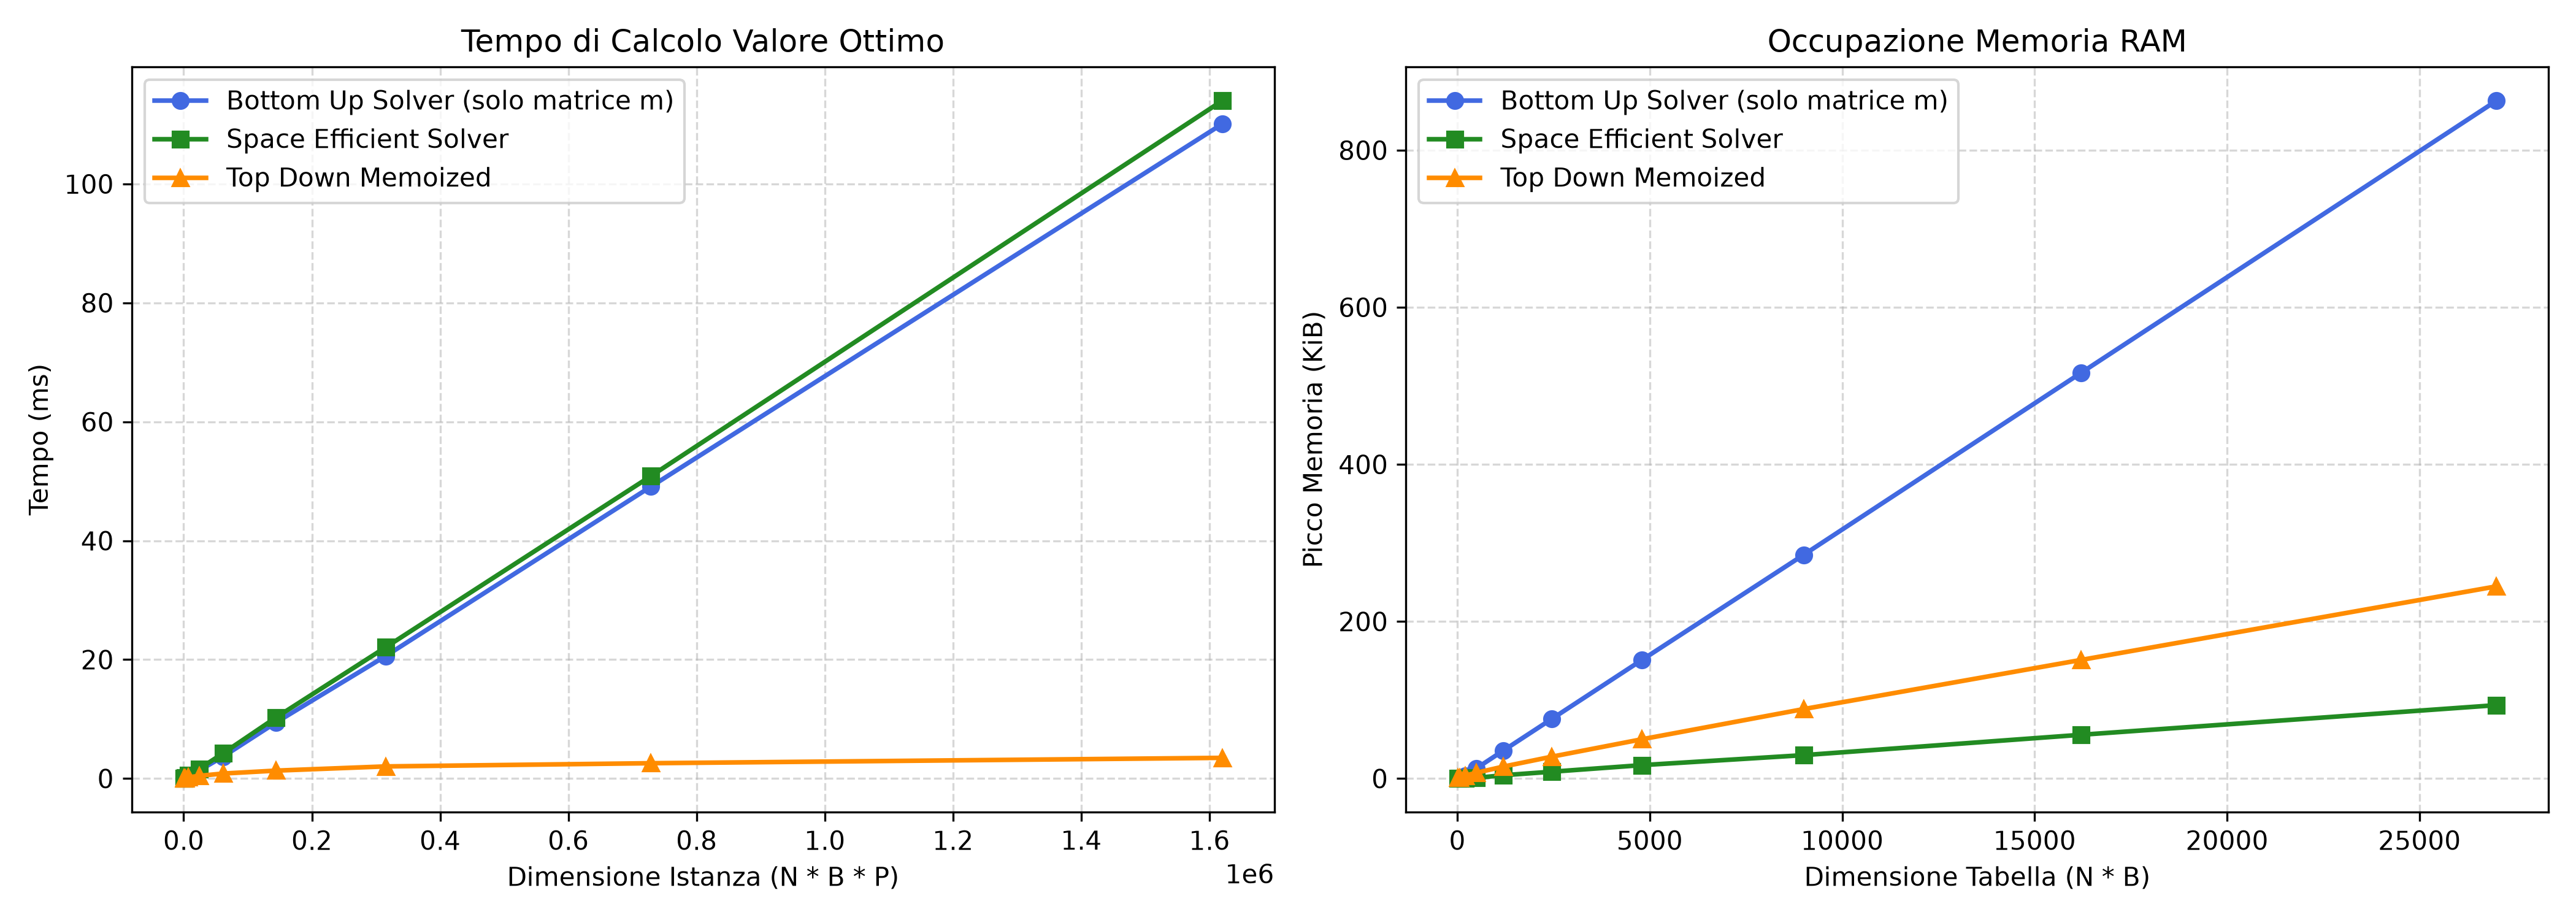 Tempo di Calcolo Valore Ottimo
Bottom Up Solver (solo matrice m)
Space Efficient Solver
Top Down Memoized
Tempo (ms)
100
80
60
40
20
0
0.0 0.2 0.4 0.6 0.8 1.0 1.2 1.4 1.6
1e6
Dimensione Istanza (N * B * P)
Occupazione Memoria RAM
Bottom Up Solver (solo matrice m)
Space Efficient Solver
Top Down Memoized
Picco Memoria (KiB)
800
600
400
200
0
0 5000 10000 15000 20000 25000
Dimensione Tabella (N * B)